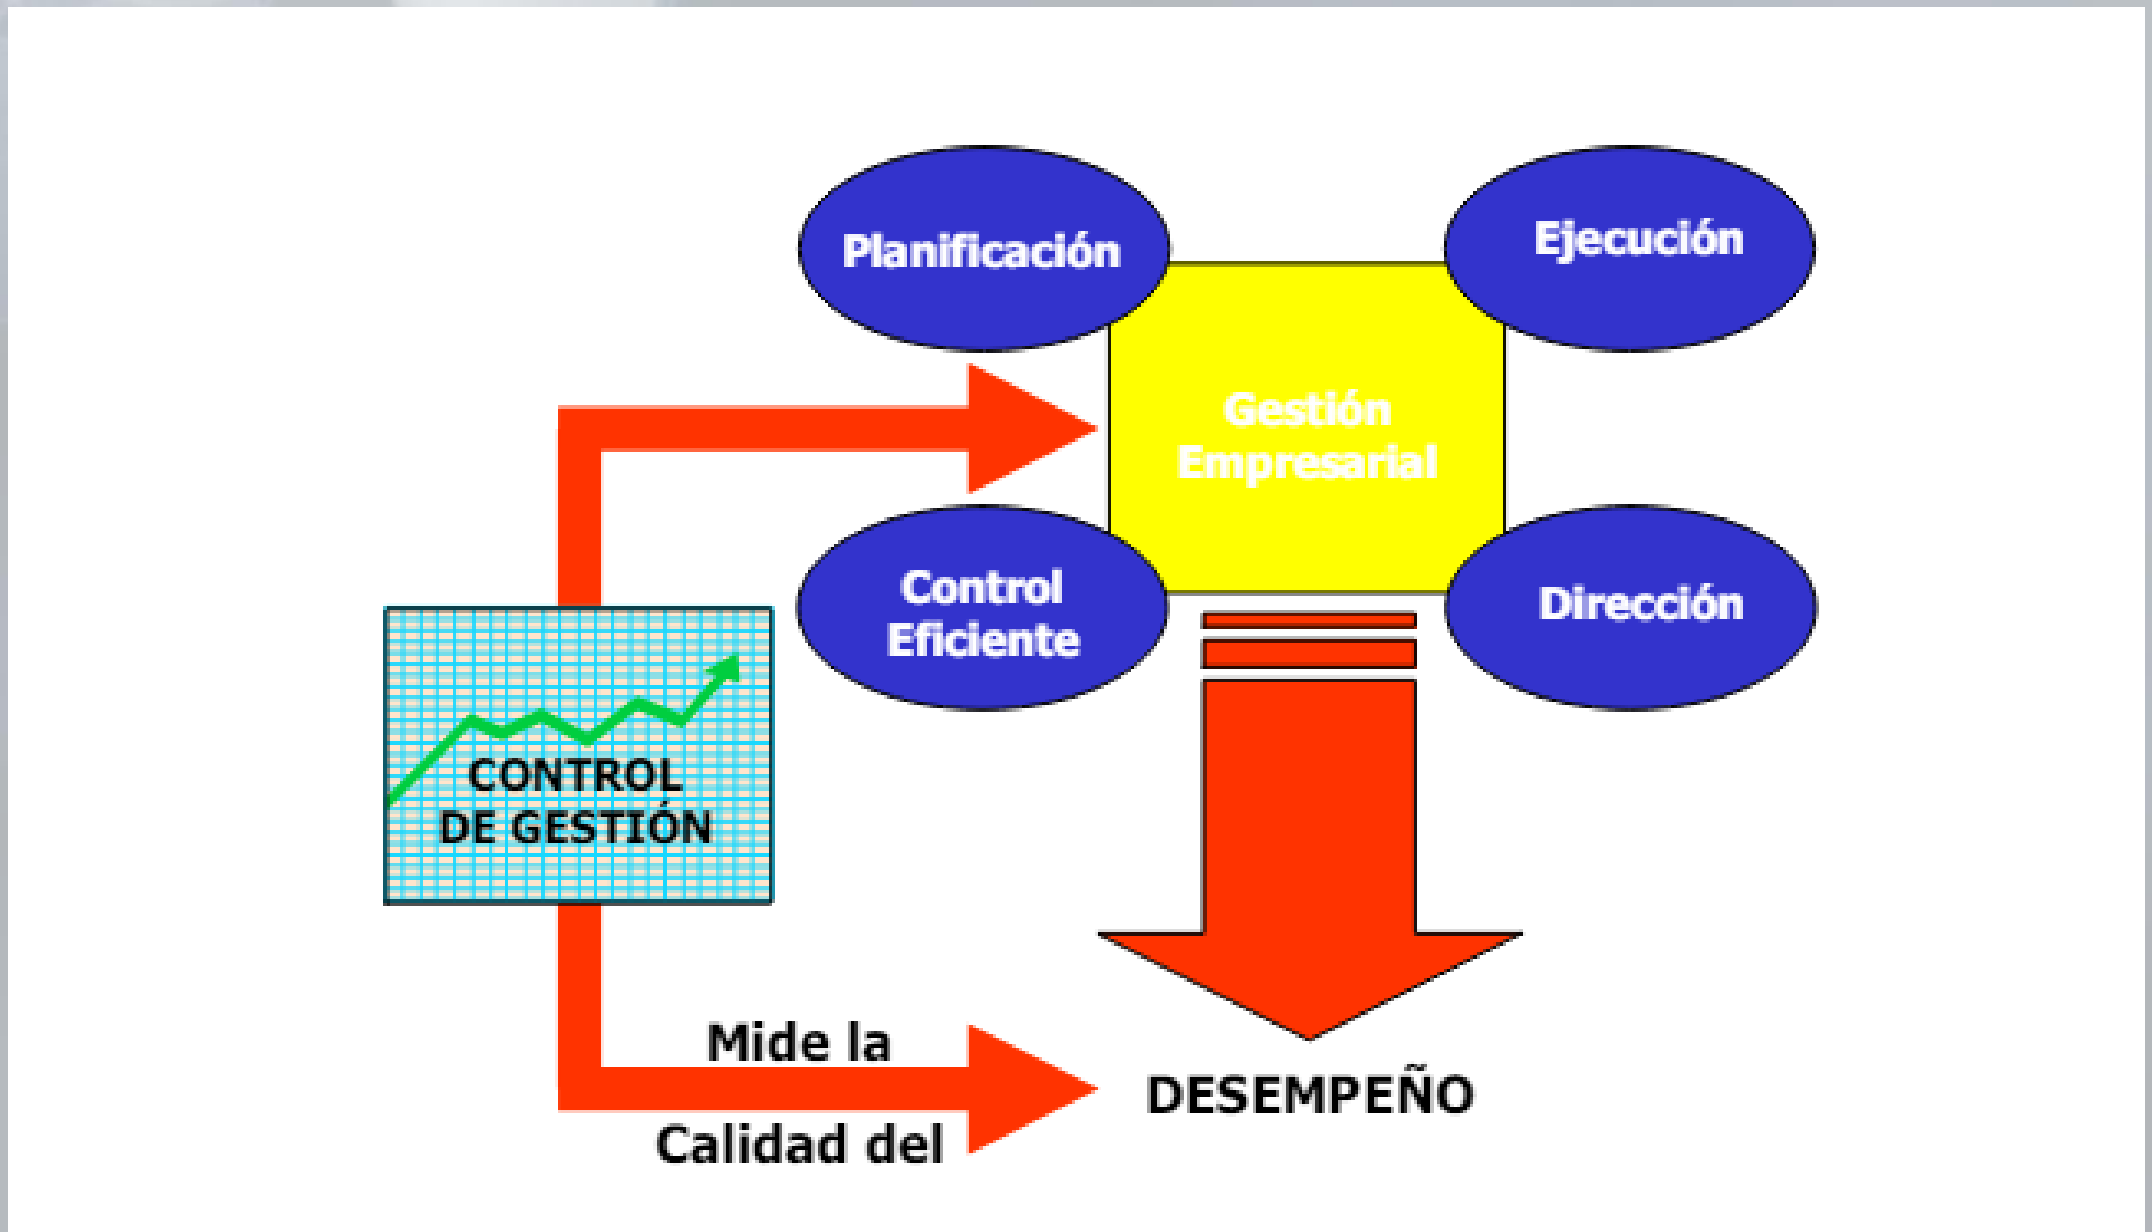 Planificación
Ejecución
Gestión
Empresarial
Control
Eficiente
Dirección
CONTROL
DE GESTIÓN
Mide la
Calidad del
DESEMPEÑO